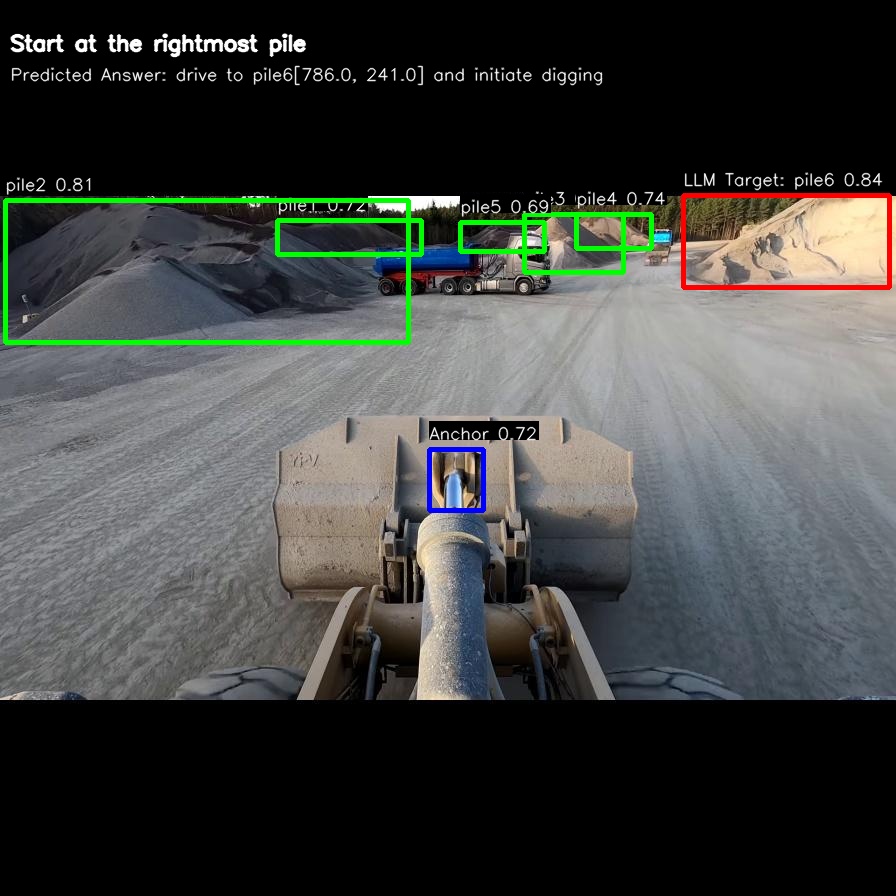 Start at the rightmost pile
Predicted Answer: drive to pile6[786.0, 241.0] and initiate digging
LLM Target: pile6 0.84
pile2 0.81
pile1 0.72
pile5 0.69
pile4 0.74
Anchor 0.72